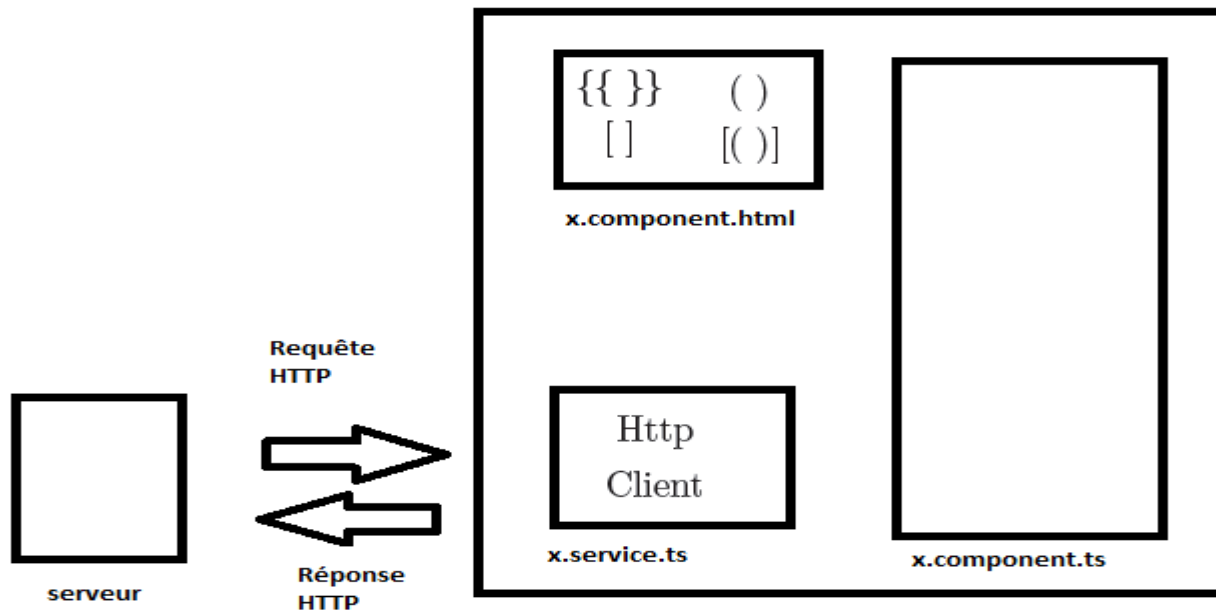 {{ }} ( )
[ ] [( )]
x.component.html
Requête
HTTP
Http
Client
x.service.ts
x.component.ts
Réponse
HTTP
serveur